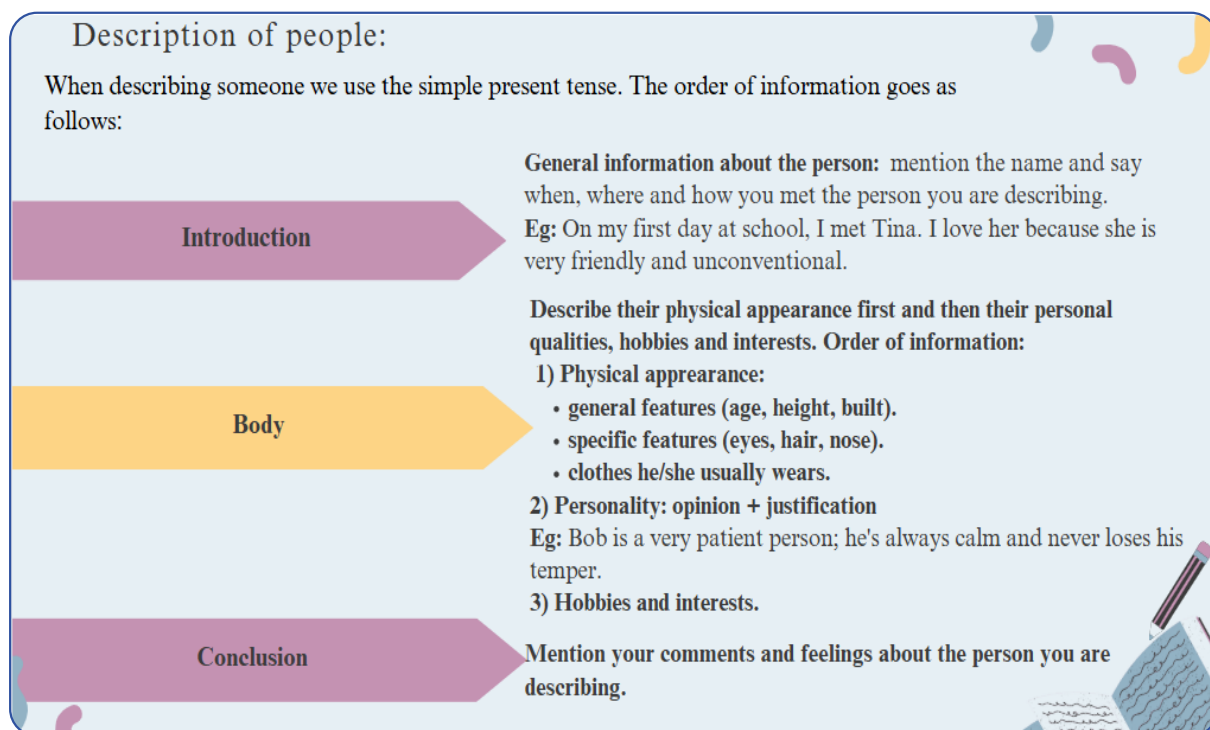 Description of people:
When describing someone we use the simple present tense. The order of information goes as
follows:
Introduction
General information about the person: mention the name and say
when, where and how you met the person you are describing.
Eg: On my first day at school, I met Tina. I love her because she is
very friendly and unconventional.
Body
Describe their physical appearance first and then their personal
qualities, hobbies and interests. Order of information:
1) Physical apprearance:
• general features (age, height, built).
• specific features (eyes, hair, nose).
• clothes he/she usually wears.
2) Personality: opinion + justification
Eg: Bob is a very patient person; he's always calm and never loses his
temper.
3) Hobbies and interests.
Conclusion
Mention your comments and feelings about the person you are
describing.